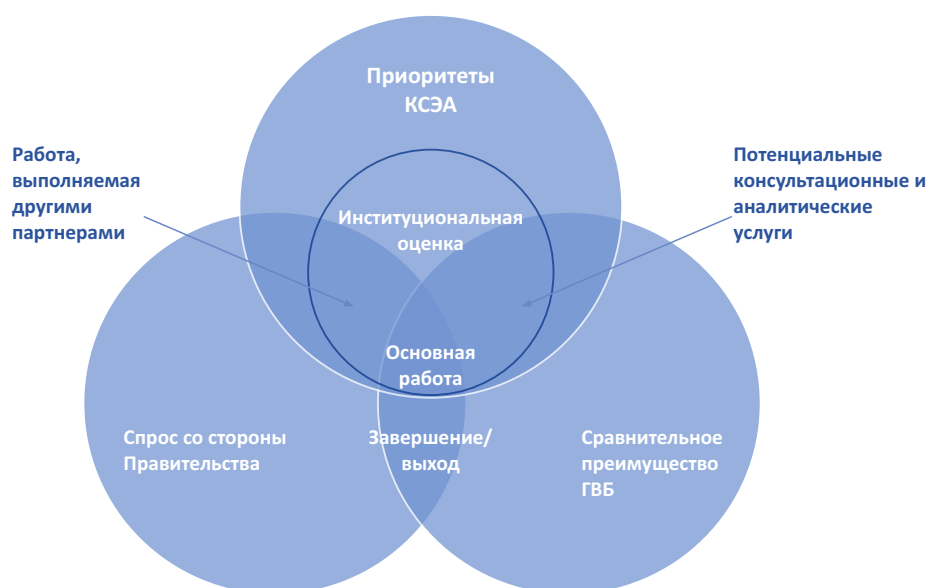 Приоритеты
КСЭА
Работа,
выполняемая
другими
партнерами
Потенциальные
консультационные и
аналитические
услуги
Институциональная
оценка
Основная
работа
Спрос со стороны
Правительства
Завершение/
выход
Сравнительное
преимущество
ГВБ